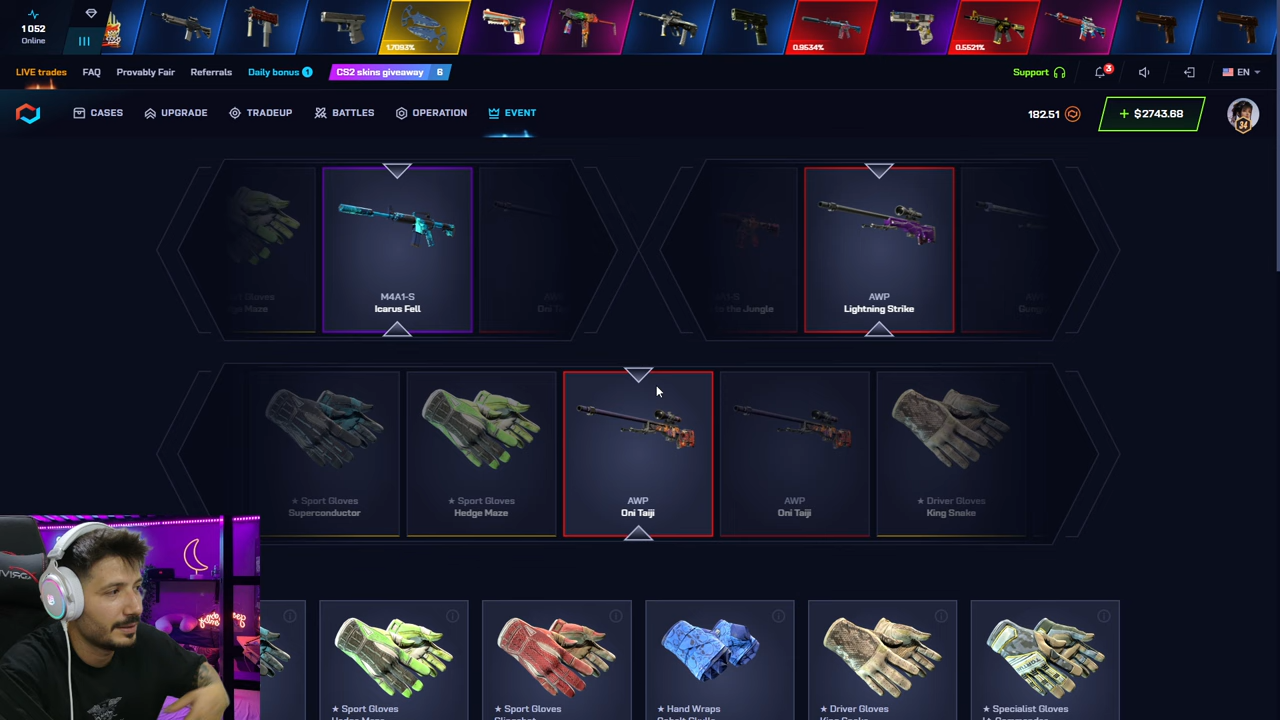 1 052
Online
1.7093%
0.9534%
0.5521%
LIVE trades
FAQ
Provably Fair
Referrals
Daily bonus 1
CS2 skins giveaway 6
Support
3
EN
CASES
UPGRADE
TRADEUP
BATTLES
OPERATION
EVENT
182.51
+ $2743.68
34
M4A1-S
Icarus Fell
AWP
Lightning Strike
★ Sport Gloves
Superconductor
★ Sport Gloves
Hedge Maze
AWP
Oni Taiji
AWP
Oni Taiji
★ Driver Gloves
King Snake
★ Sport Gloves
★ Sport Gloves
★ Hand Wraps
★ Driver Gloves
★ Specialist Gloves